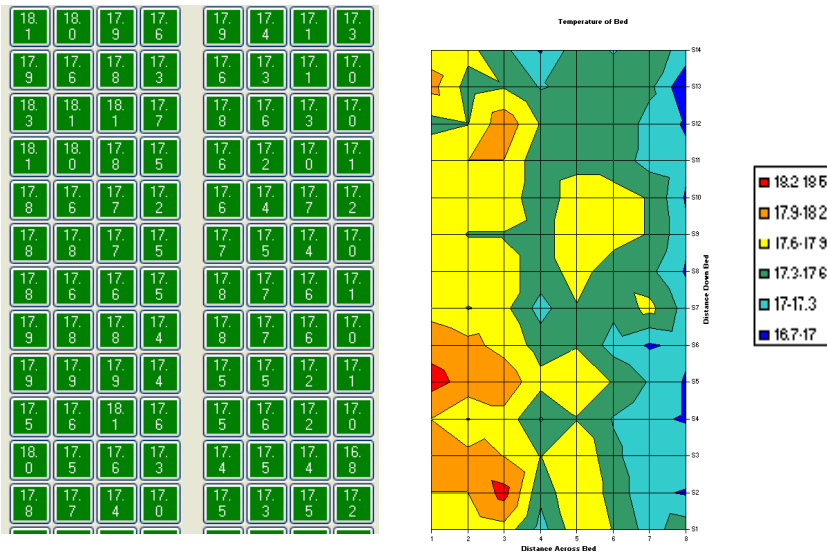 18. 18. 17. 17. 17. 17. 17. 17.
1 0 9 6 9 4 1 3
17. 17. 17. 17. 17. 17. 17. 17.
9 6 8 3 6 3 1 0
18. 18. 18. 17. 17. 17. 17. 17.
3 1 1 7 8 6 3 0
18. 18. 17. 17. 17. 17. 17. 17.
1 0 8 5 6 2 0 1
17. 17. 17. 17. 17. 17. 17. 17.
8 6 7 2 6 4 7 2
17. 17. 17. 17. 17. 17. 17. 17.
8 8 7 5 7 5 4 0
17. 17. 17. 17. 17. 17. 17. 17.
8 6 6 5 8 7 6 1
17. 17. 17. 17. 17. 17. 17. 17.
9 8 8 4 8 7 6 0
17. 17. 17. 17. 17. 17. 17. 17.
9 9 9 4 5 5 2 1
17. 17. 18. 17. 17. 17. 17. 17.
5 6 1 6 5 6 2 0
18. 17. 17. 17. 17. 17. 17. 16.
0 5 6 3 4 5 4 8
17. 17. 17. 17. 17. 17. 17. 17.
8 7 4 0 5 3 5 2
Temperature of Bed
S14
S13
S12
S11
S10
S9
S8
S7
S6
S5
S4
S3
S2
S1
Distance Down Bed
1 2 3 4 5 6 7 8
Distance Across Bed
18.2-18.5
17.9-18.2
17.6-17.9
17.3-17.6
17-17.3
16.7-17